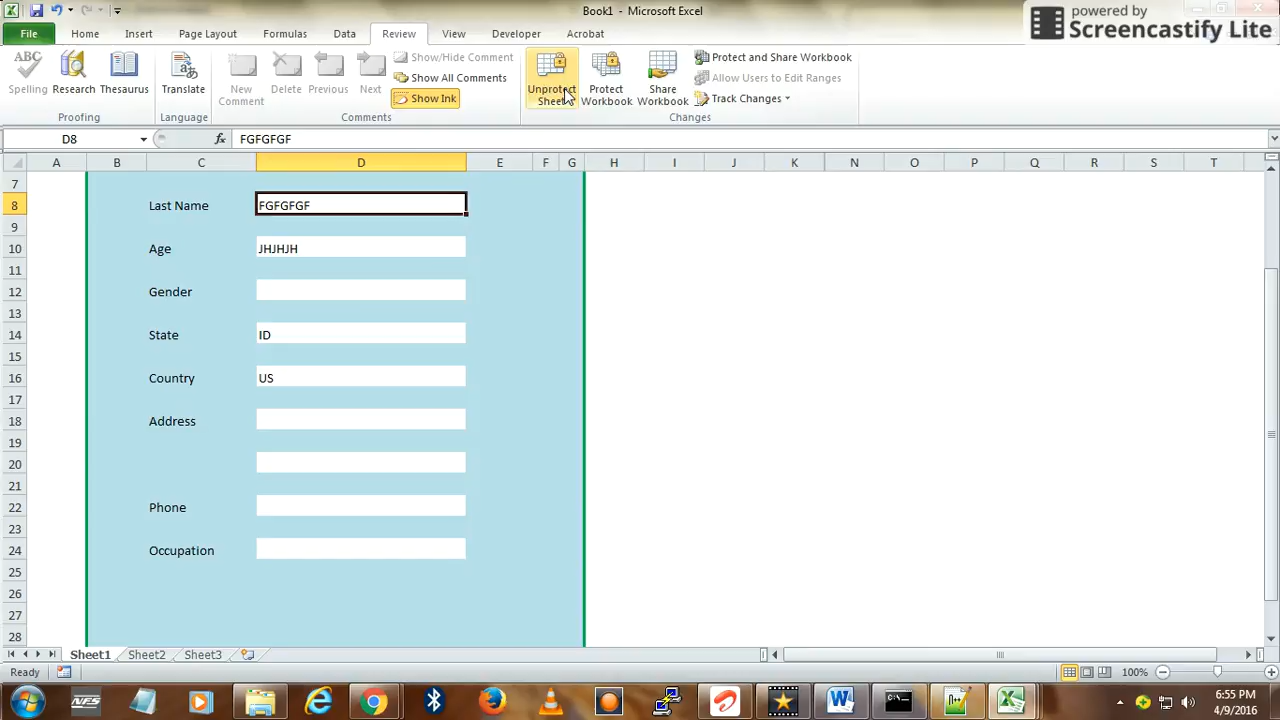 Book1 - Microsoft Excel
powered by
Screencastify Lite
File Home Insert Page Layout Formulas Data Review View Developer Acrobat
ABC
Spelling Research Thesaurus
Proofing
Translate
Language
New Comment Delete Previous Next
Show/Hide Comment
Show All Comments
Show Ink
Comments
Unprotect Sheet
Protect Workbook
Share Workbook
Protect and Share Workbook
Allow Users to Edit Ranges
Track Changes
Changes
D8 fx FGFGFGF
A B C D E F G H I J K L M N O P Q R S T
7
8 Last Name FGFGFGF
9
10 Age JHJHJH
11
12 Gender
13
14 State ID
15
16 Country US
17
18 Address
19
20
21
22 Phone
23
24 Occupation
25
26
27
28
Sheet1 Sheet2 Sheet3
Ready 100%
NFS W C:\
6:55 PM
4/9/2016